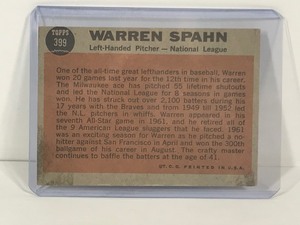 TOPPS
399
WARREN SPAHN
Left-Handed Pitcher — National League
One of the all-time great lefthanders in baseball, Warren
won 20 games last year for the 12th time in his career.
The Milwaukee ace has pitched 55 lifetime shutouts
and led the National League for 8 seasons in games
won. He has struck out over 2,100 batters during his
17 years with the Braves and from 1949 till 1952, led
the N.L. pitchers in whiffs. Warren appeared in his
seventh All-Star game in 1961, and he retired all of
the 9 American League sluggers that he faced. 1961
was an exciting season for Warren as he pitched a no-
hitter against San Francisco in April and won the 300th
ballgame of his career in August. The crafty master
continues to baffle the batters at the age of 41.
©T.C.G. PRINTED IN U.S.A.